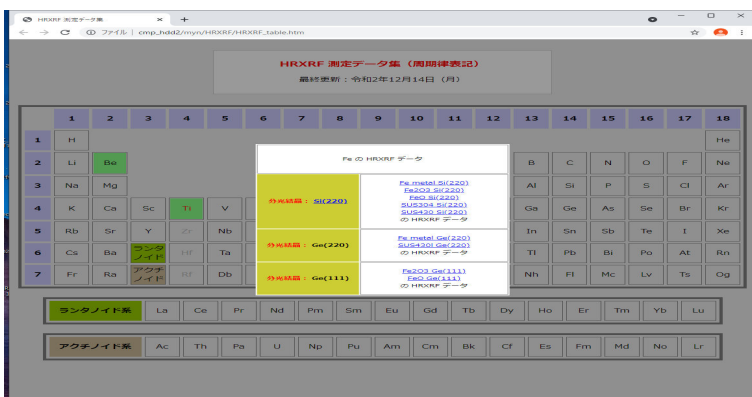 HRXRF 測定データ集
cmp_hdd2/myn/HRXRF/HRXRF_table.htm
HRXRF 測定データ集（周期律表記）
最終更新：令和2年12月14日（月）
1 2 3 4 5 6 7 8 9 10 11 12 13 14 15 16 17 18
1 H He
2 Li Be B C N O F Ne
3 Na Mg Al Si P S Cl Ar
4 K Ca Sc Ti V Ga Ge As Se Br Kr
5 Rb Sr Y Zr Nb In Sn Sb Te I Xe
6 Cs Ba ランタノイド Hf Ta Tl Pb Bi Po At Rn
7 Fr Ra アクチノイド Rf Db Nh Fl Mc Lv Ts Og
Fe の HRXRF データ
分光結晶： Si(220)
Fe metal Si(220)
Fe2O3 Si(220)
FeO Si(220)
SUS304 Si(220)
SUS430 Si(220)
の HRXRF データ
分光結晶： Ge(220)
Fe metal Ge(220)
SUS430l Ge(220)
の HRXRF データ
分光結晶： Ge(111)
Fe2O3 Ge(111)
FeO Ge(111)
の HRXRF データ
ランタノイド系 La Ce Pr Nd Pm Sm Eu Gd Tb Dy Ho Er Tm Yb Lu
アクチノイド系 Ac Th Pa U Np Pu Am Cm Bk Cf Es Fm Md No Lr